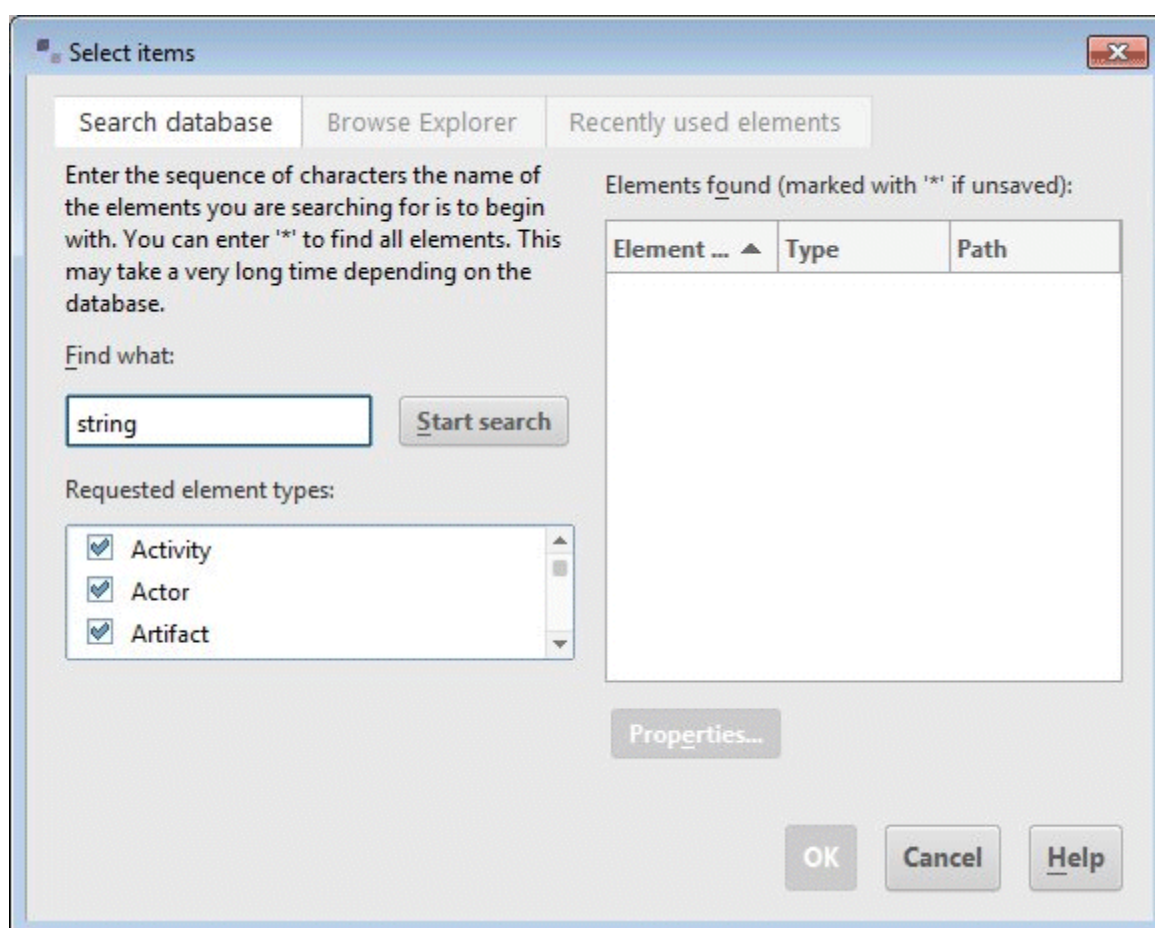 Select items
Search database
Browse Explorer
Recently used elements
Enter the sequence of characters the name of
the elements you are searching for is to begin
with. You can enter '*' to find all elements. This
may take a very long time depending on the
database.
Find what:
string
Start search
Requested element types:
Activity
Actor
Artifact
Elements found (marked with '*' if unsaved):
Element ...
Type
Path
Properties...
OK
Cancel
Help